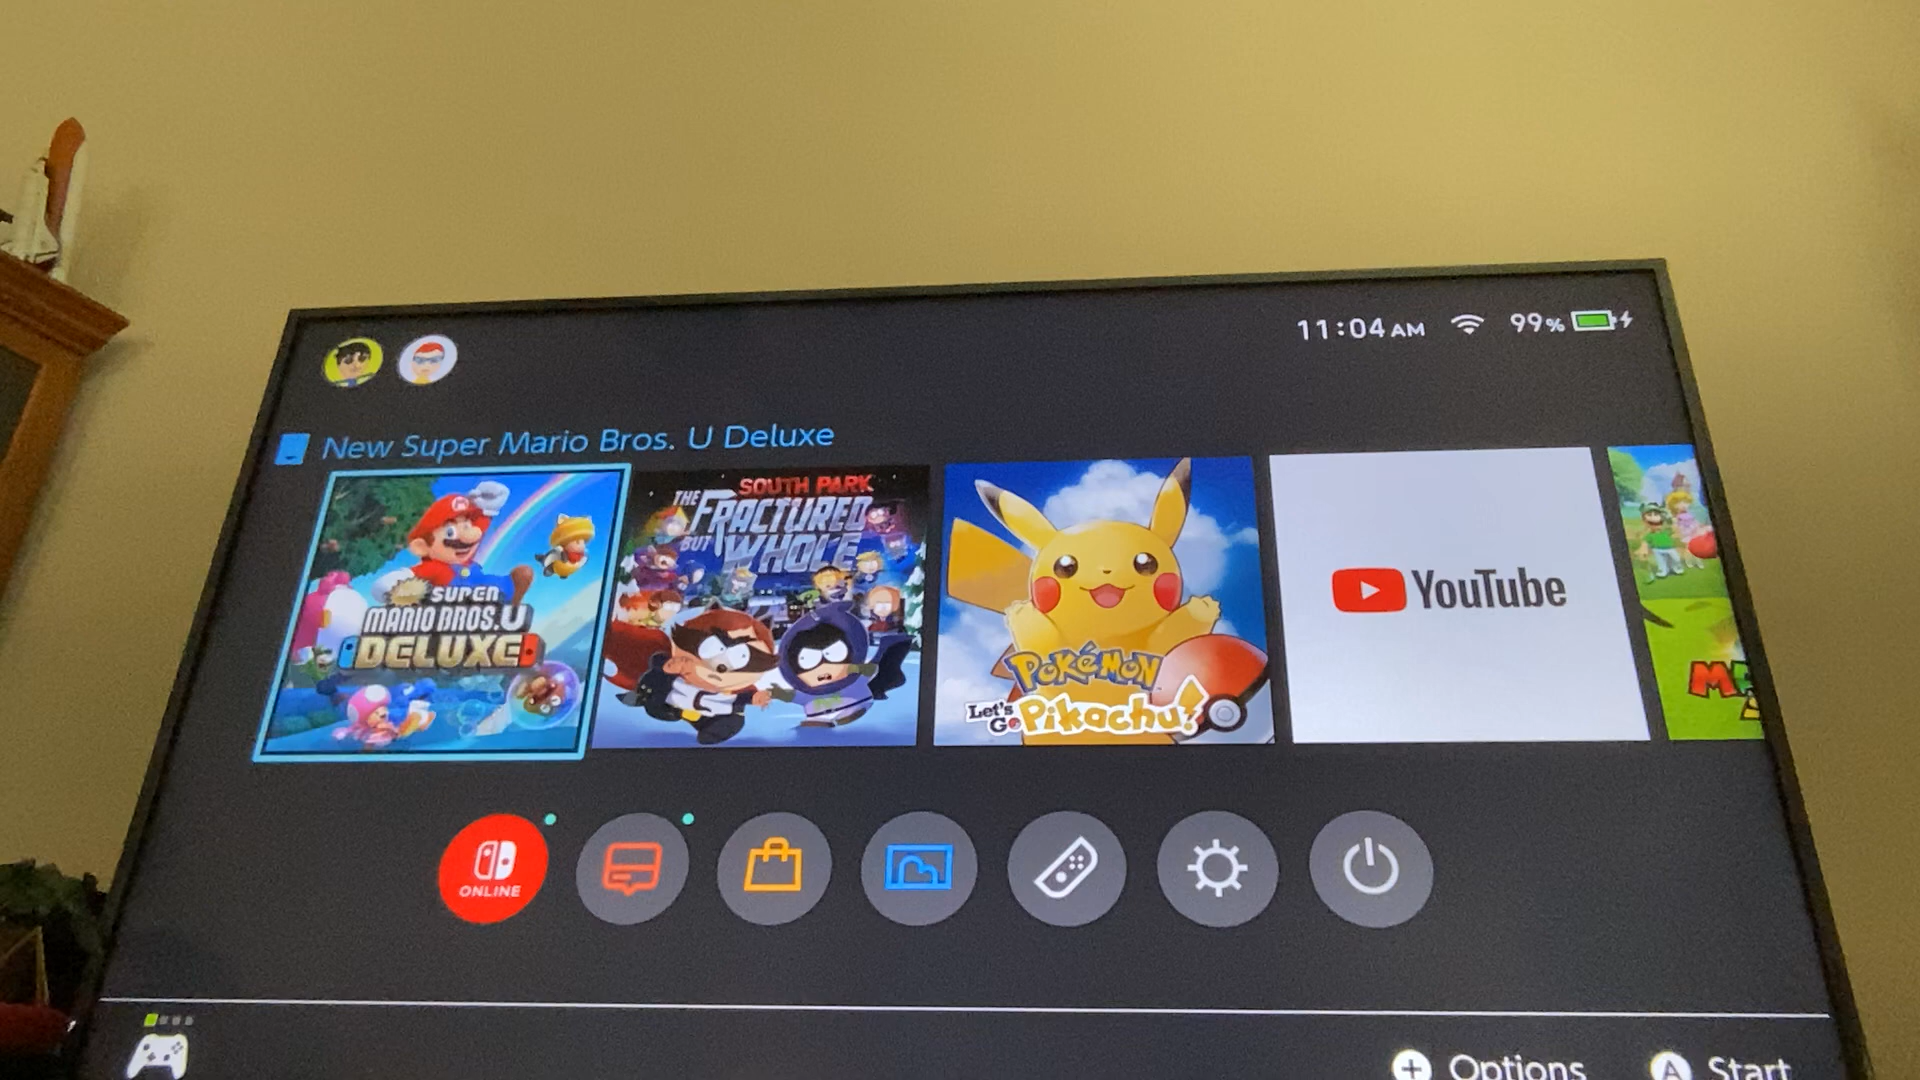 11:04 AM 99%
New Super Mario Bros. U Deluxe
SUPER
MARIO BROS. U
DELUXE
SOUTH PARK
THE FRACTURED
BUT WHOLE
POKÉMON
Let's Go Pikachu!
YouTube
ONLINE
+ Options A Start